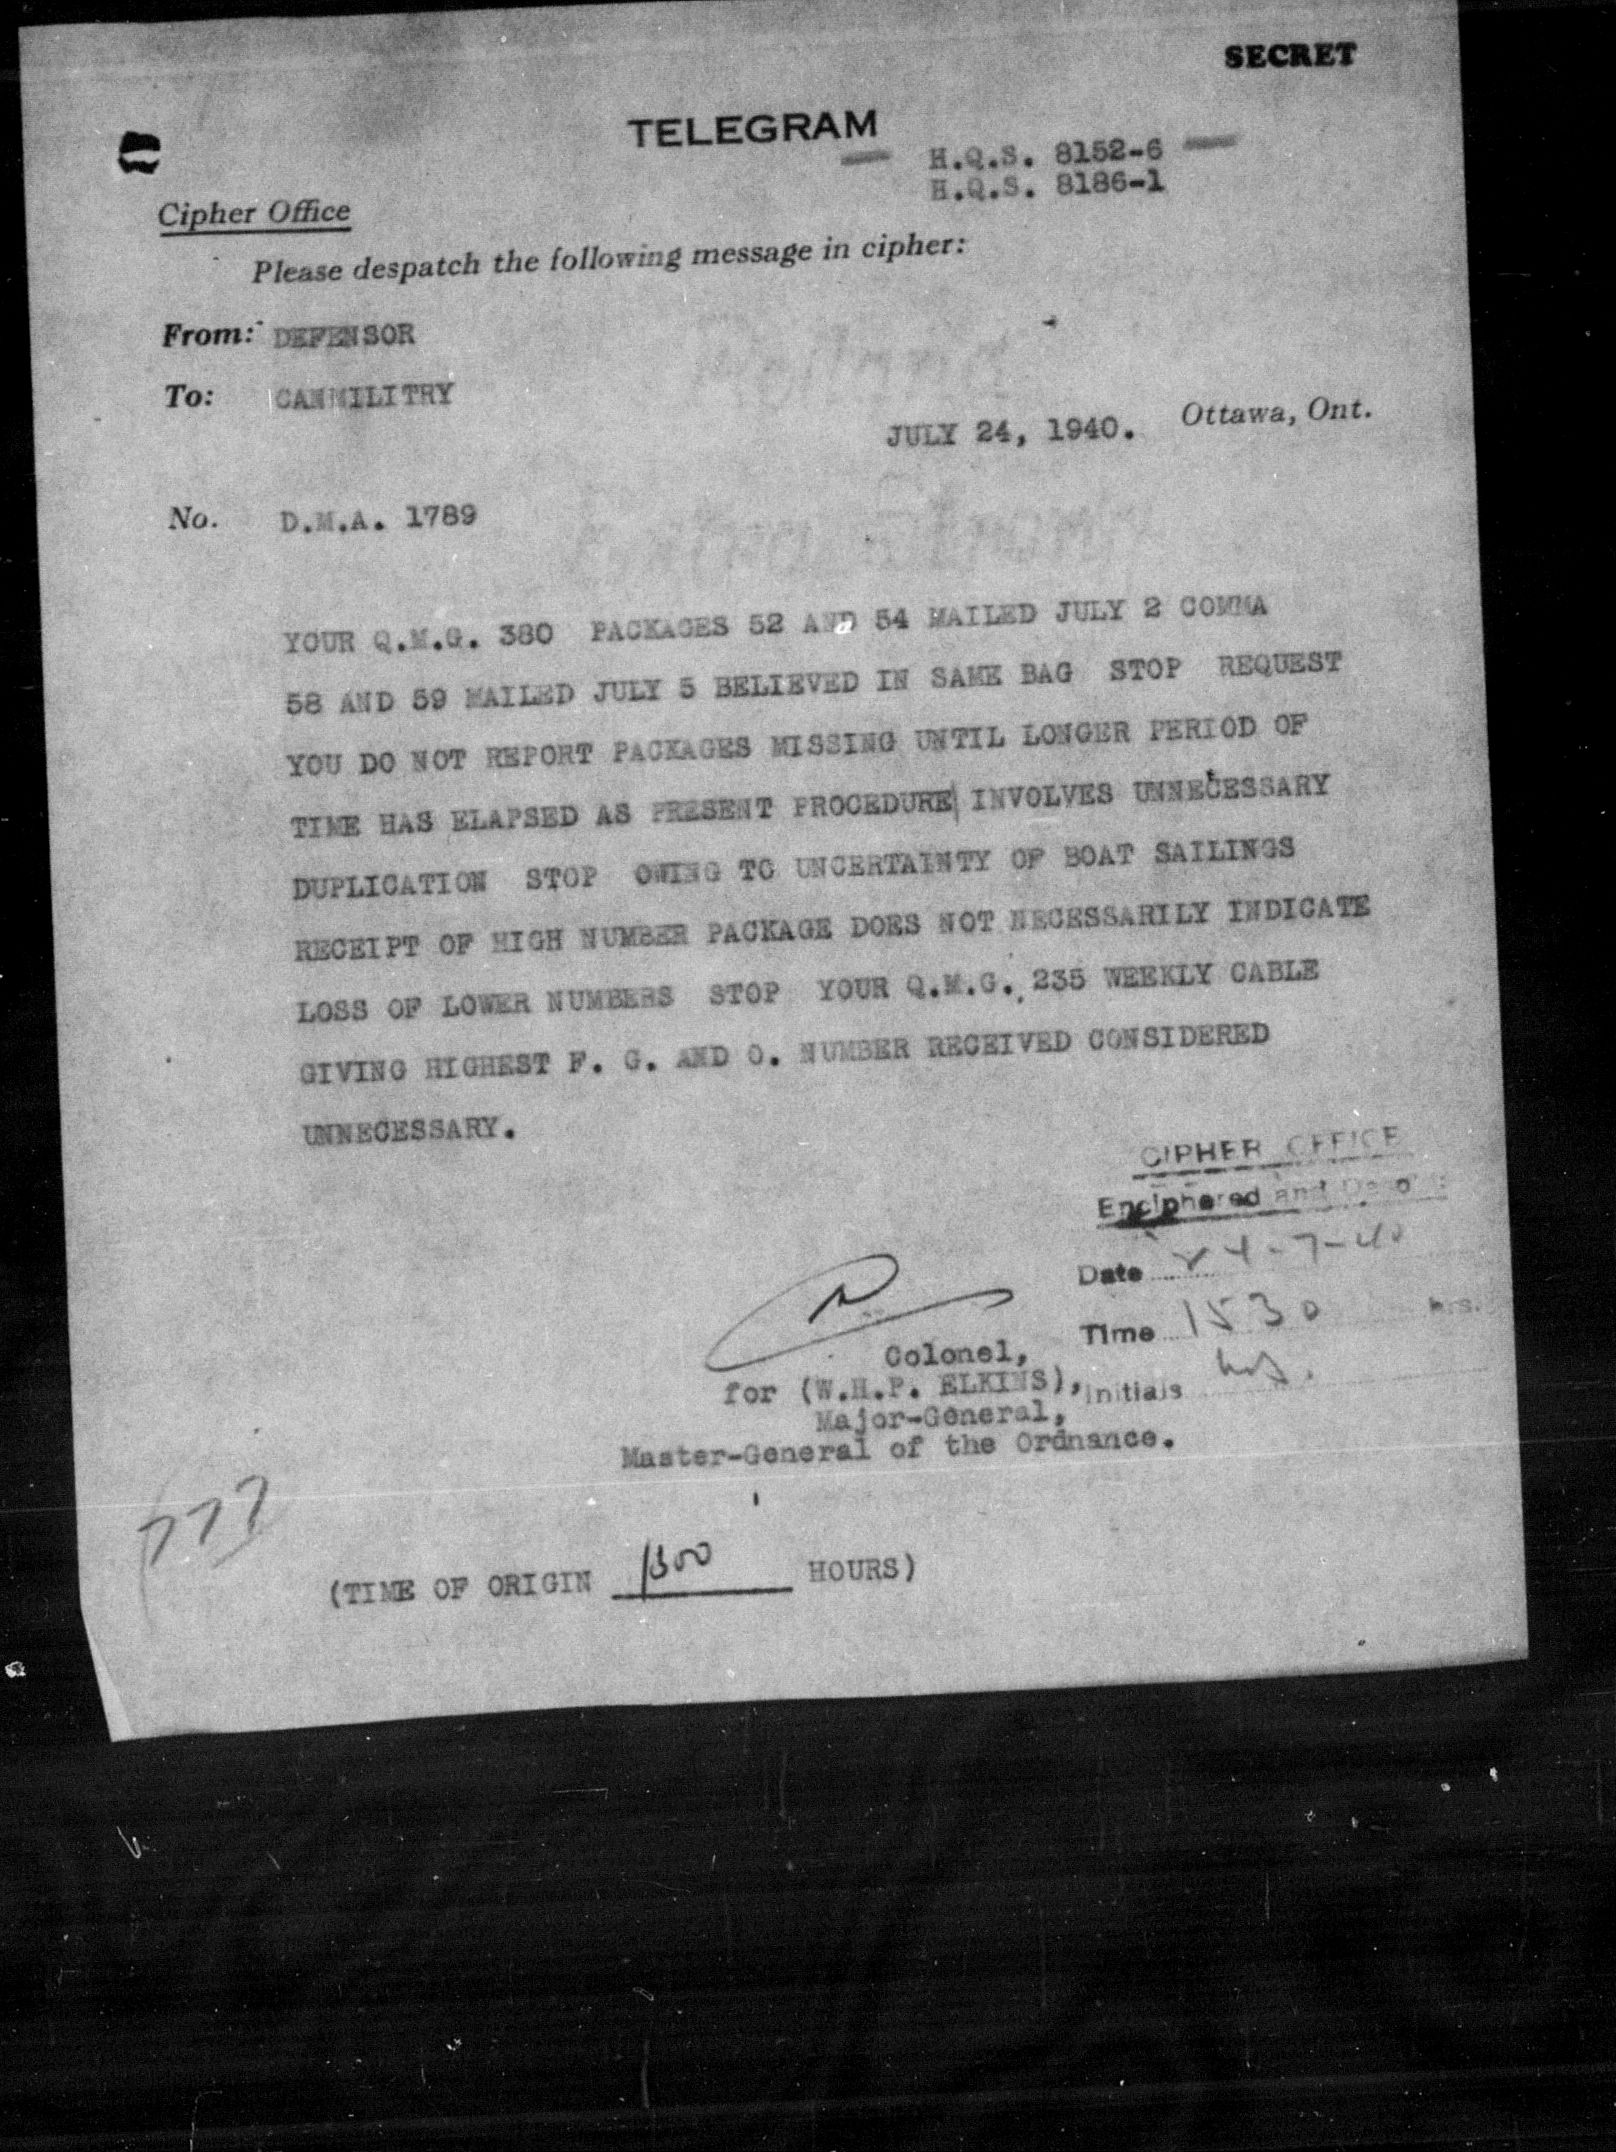 SECRET
TELEGRAM
H.Q.S. 8152-6
H.Q.S. 8186-1
Cipher Office
Please despatch the following message in cipher:
From: DEFENSOR
To: CANMILITRY
JULY 24, 1940. Ottawa, Ont.
No. D.M.A. 1789
YOUR Q.M.G. 380 PACKAGES 52 AND 54 MAILED JULY 2 COMMA
58 AND 59 MAILED JULY 5 BELIEVED IN SAME BAG STOP REQUEST
YOU DO NOT REPORT PACKAGES MISSING UNTIL LONGER PERIOD OF
TIME HAS ELAPSED AS PRESENT PROCEDURE INVOLVES UNNECESSARY
DUPLICATION STOP OWING TO UNCERTAINTY OF BOAT SAILINGS
RECEIPT OF HIGH NUMBER PACKAGE DOES NOT NECESSARILY INDICATE
LOSS OF LOWER NUMBERS STOP YOUR Q.M.G. 235 WEEKLY CABLE
GIVING HIGHEST F. G. AND O. NUMBER RECEIVED CONSIDERED
UNNECESSARY.
CIPHER OFFICE
Enciphered and
Date 24-7-40
Time 1530 hrs.
Initials
Colonel,
for (W.H.P. ELKINS),
Major-General,
Master-General of the Ordnance.
777
(TIME OF ORIGIN 1500 HOURS)